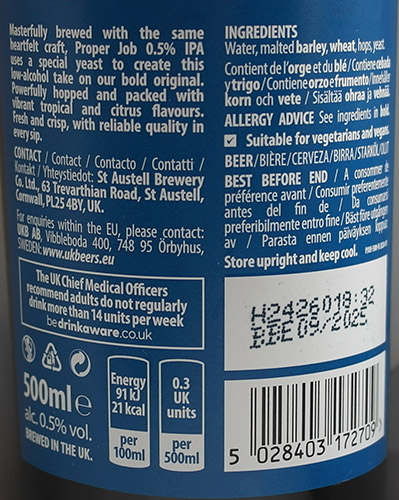 Masterfully brewed with the same
heartfelt craft, Proper Job 0.5% IPA
uses a special yeast to create this
low-alcohol take on our bold original.
Powerfully hopped and packed with
vibrant tropical and citrus flavours.
Fresh and crisp, with reliable quality in
every sip.
CONTACT / Contact / Contacto / Contatti /
Kontakt / Yhteystiedot: St Austell Brewery
Co. Ltd., 63 Trevarthian Road, St Austell,
Cornwall, PL25 4BY, UK.
For enquiries within the EU, please contact:
UKB AB, Vibbleboda 400, 748 95 Örbyhus,
SWEDEN. www.ukbeers.eu
The UK Chief Medical Officers
recommend adults do not regularly
drink more than 14 units per week
bedrinkaware.co.uk
500ml e
alc. 0.5% vol.
BREWED IN THE UK.
Energy
91 kJ
21 kcal
per
100ml
0.3
UK
units
per
500ml
INGREDIENTS
Water, malted barley, wheat, hops, yeast.
Contient de l'orge et du blé / Contiene cebada
y trigo / Contiene orzo e frumento / Innehåller
korn och vete / Sisältää ohraa ja vehnää.
ALLERGY ADVICE See ingredients in bold.
Suitable for vegetarians and vegans
BEER/BIÈRE/CERVEZA/BIRRA/STARKÖL/OLUT
BEST BEFORE END / A consommer de
préférence avant / Consumir preferentemente
antes del fin de / Da consumarsi
preferibilmente entro / Bäst före utgången
av / Parasta ennen päiväyksen loppua
Store upright and keep cool.
H2426018:32
BBE 09/2025
5 028403 172709